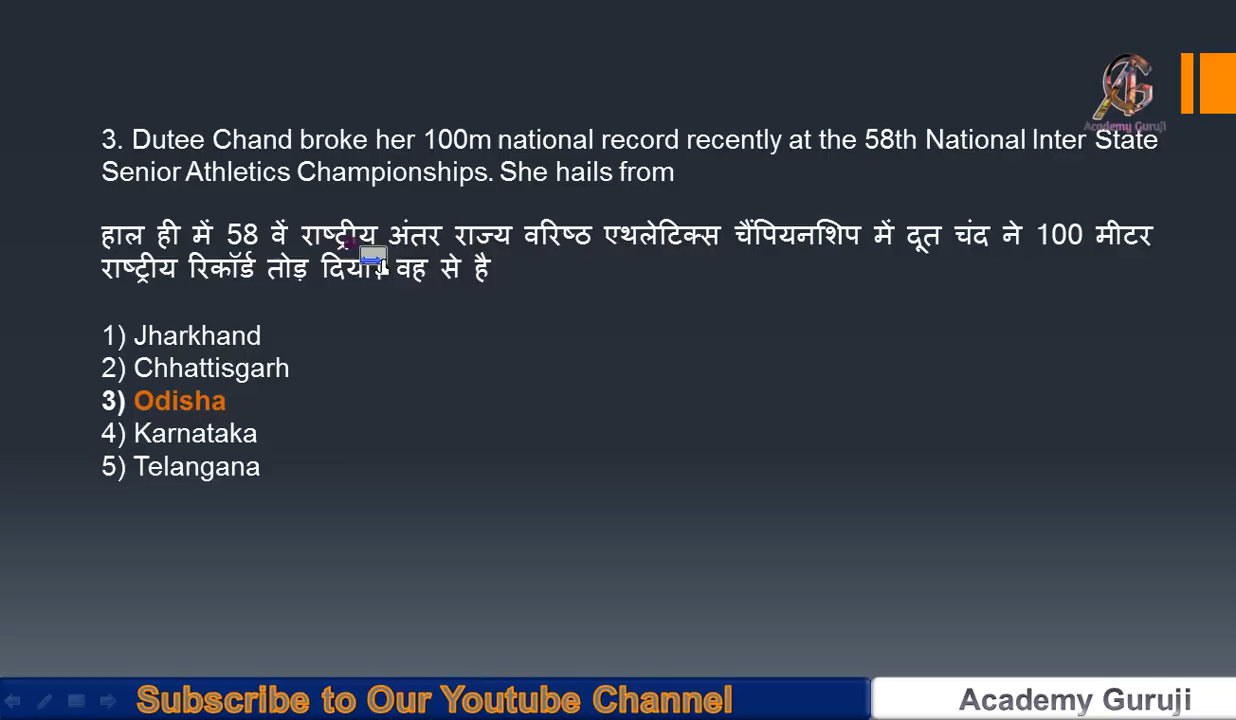 Academy Guruji
3. Dutee Chand broke her 100m national record recently at the 58th National Inter State
Senior Athletics Championships. She hails from
हाल ही में 58 वें राष्ट्रीय अंतर राज्य वरिष्ठ एथलेटिक्स चैंपियनशिप में दूत चंद ने 100 मीटर
राष्ट्रीय रिकॉर्ड तोड़ दिया। वह से है
1) Jharkhand
2) Chhattisgarh
3) Odisha
4) Karnataka
5) Telangana
Subscribe to Our Youtube Channel
Academy Guruji